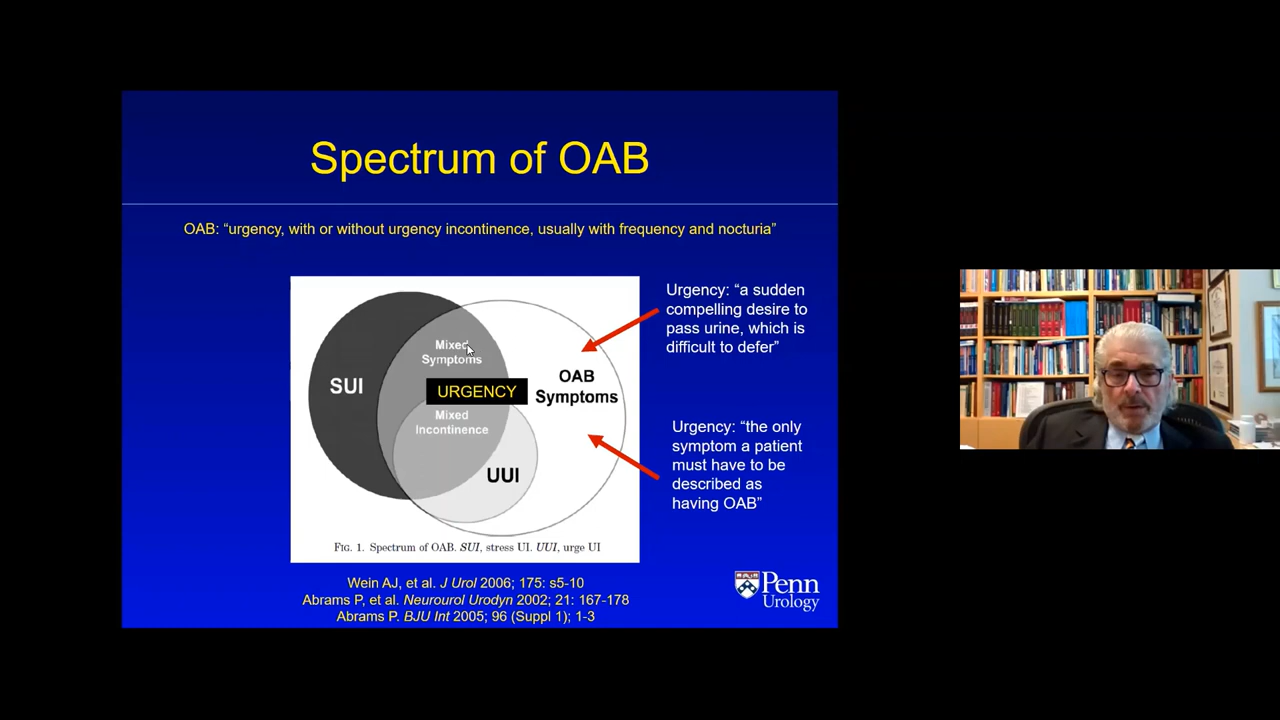 Spectrum of OAB
OAB: “urgency, with or without urgency incontinence, usually with frequency and nocturia”
Urgency: “a sudden
compelling desire to
pass urine, which is
difficult to defer”
Mixed
Symptoms
SUI
URGENCY
OAB
Symptoms
Mixed
Incontinence
UUI
Urgency: “the only
symptom a patient
must have to be
described as
having OAB”
FIG. 1. Spectrum of OAB. SUI, stress UI. UUI, urge UI
Wein AJ, et al. J Urol 2006; 175: s5-10
Abrams P, et al. Neurourol Urodyn 2002; 21: 167-178
Abrams P. BJU Int 2005; 96 (Suppl 1); 1-3
Penn
Urology